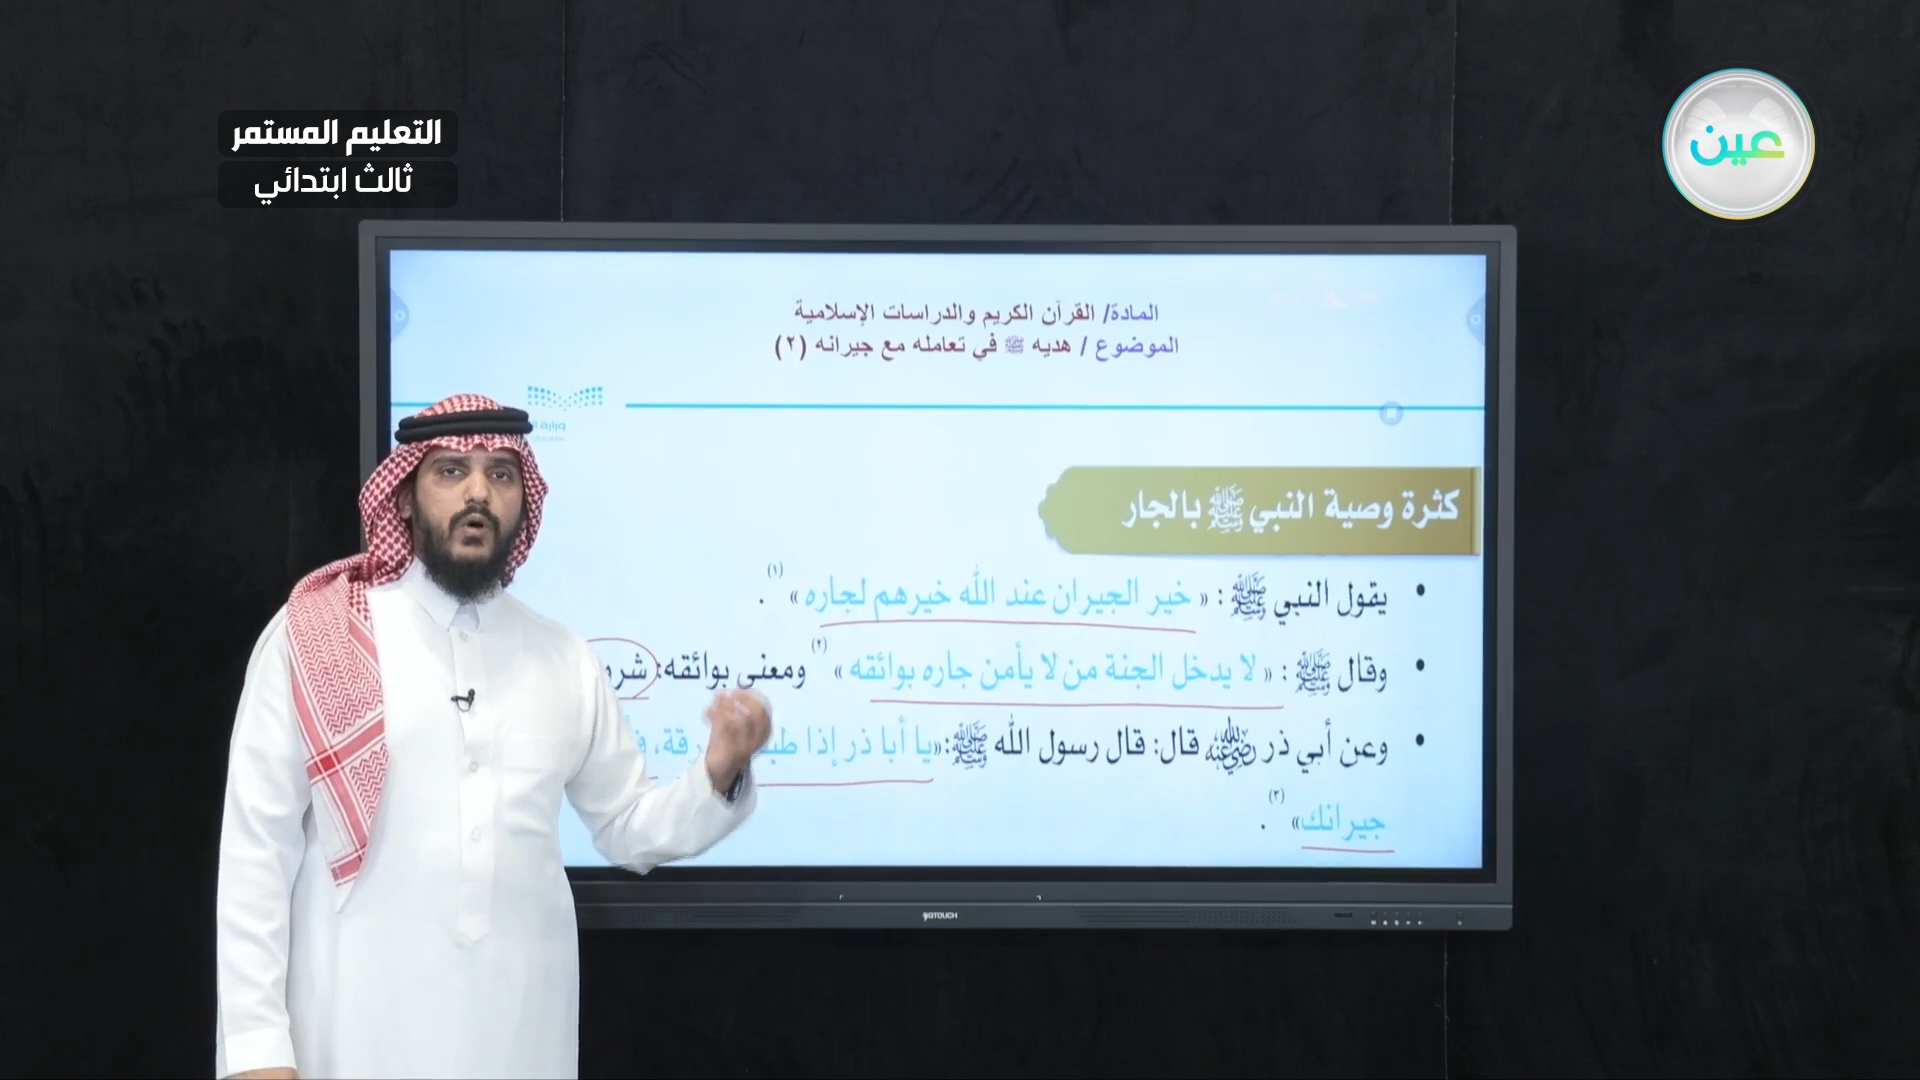 التعليم المستمر
ثالث ابتدائي
عين
المادة/ القرآن الكريم والدراسات الإسلامية
الموضوع / هديه ﷺ في تعامله مع جيرانه (٢)
وزارة
كثرة وصية النبي ﷺ بالجار
• يقول النبي ﷺ : « خير الجيران عند الله خيرهم لجاره » (١) .
• وقال ﷺ : « لا يدخل الجنة من لا يأمن جاره بوائقه » (٢) ومعنى بوائقه:
• وعن أبي ذر رضي الله عنه قال: قال رسول الله ﷺ :« يا أبا ذر إذا
جيرانك» (٣) .